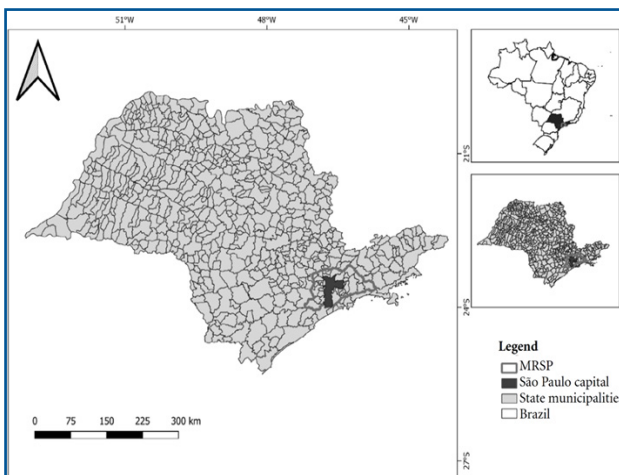 51°W 48°W 45°W
21°S
24°S
27°S
Legend
MRSP
São Paulo capital
State municipalitie
Brazil
0 75 150 225 300 km